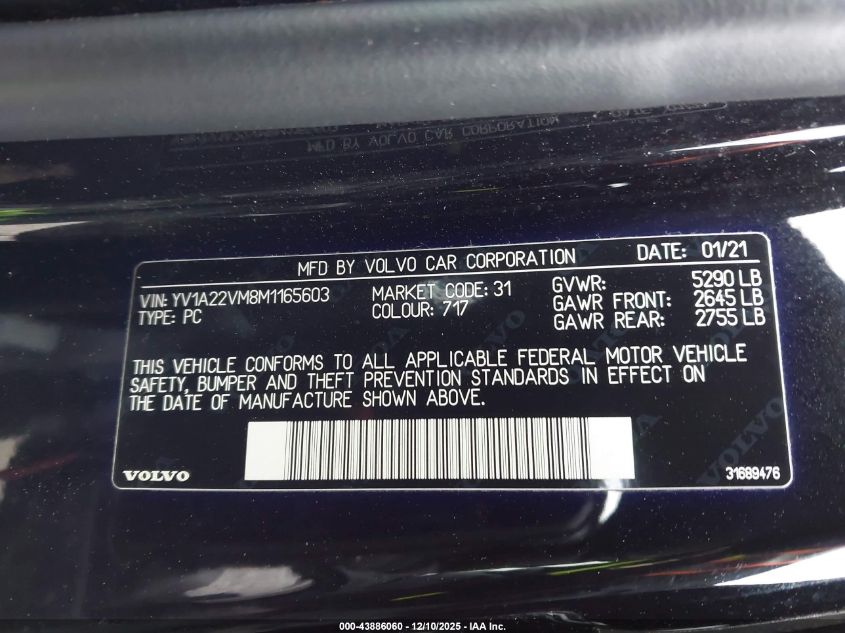 MFD BY VOLVO CAR CORPORATION DATE: 01/21
VIN: YV1A22VM8M1165603 MARKET CODE: 31 GVWR: 5290 LB
TYPE: PC COLOUR: 717 GAWR FRONT: 2645 LB
GAWR REAR: 2755 LB
THIS VEHICLE CONFORMS TO ALL APPLICABLE FEDERAL MOTOR VEHICLE
SAFETY, BUMPER AND THEFT PREVENTION STANDARDS IN EFFECT ON
THE DATE OF MANUFACTURE SHOWN ABOVE.
VOLVO 31689476
000-43886060 - 12/10/2025 - IAA Inc.